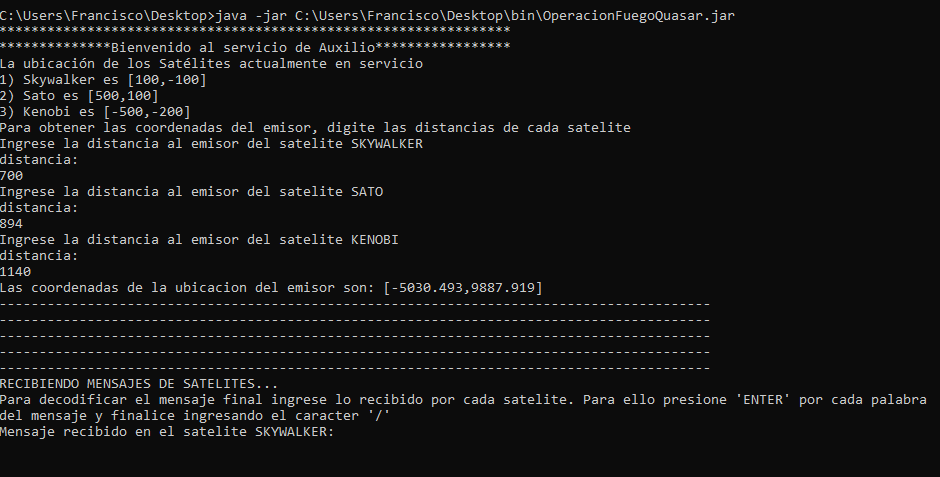 C:\Users\Francisco\Desktop>java -jar C:\Users\Francisco\Desktop\bin\OperacionFuegoQuasar.jar
****************************************************************
**************Bienvenido al servicio de Auxilio*****************
La ubicación de los Satélites actualmente en servicio
1) Skywalker es [100,-100]
2) Sato es [500,100]
3) Kenobi es [-500,-200]
Para obtener las coordenadas del emisor, digite las distancias de cada satelite
Ingrese la distancia al emisor del satelite SKYWALKER
distancia:
700
Ingrese la distancia al emisor del satelite SATO
distancia:
894
Ingrese la distancia al emisor del satelite KENOBI
distancia:
1140
Las coordenadas de la ubicacion del emisor son: [-5030.493,9887.919]
-----------------------------------------------------------------------------------------
-----------------------------------------------------------------------------------------
-----------------------------------------------------------------------------------------
-----------------------------------------------------------------------------------------
-----------------------------------------------------------------------------------------
RECIBIENDO MENSAJES DE SATELITES...
Para decodificar el mensaje final ingrese lo recibido por cada satelite. Para ello presione 'ENTER' por cada palabra
del mensaje y finalice ingresando el caracter '/'
Mensaje recibido en el satelite SKYWALKER: